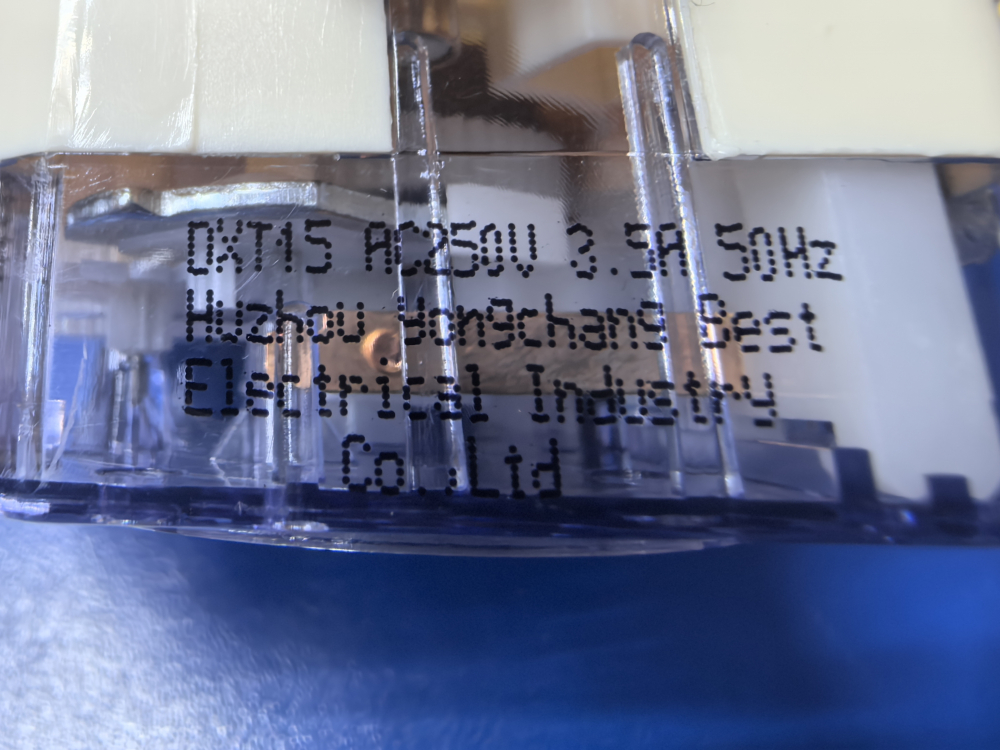 DXT15 AC250V 3.5A 50Hz
Huzhou Yongchang Best
Electrical Industry
Co.,Ltd